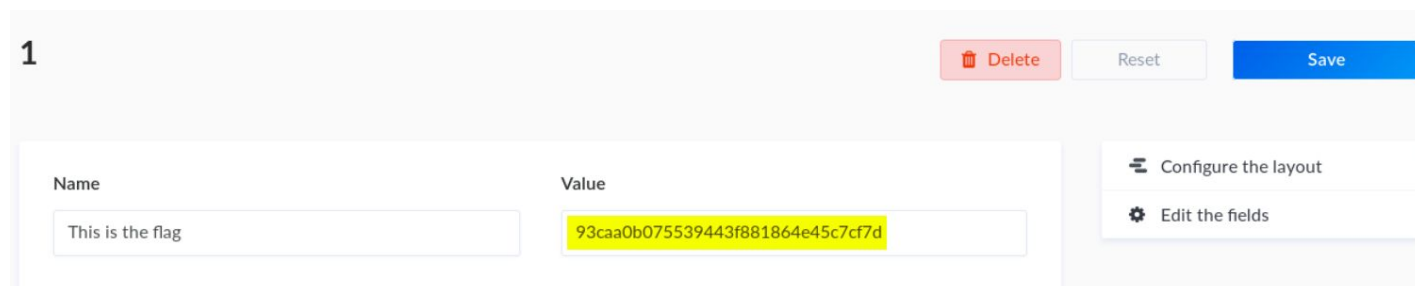 1
Delete
Reset
Save
Configure the layout
Name
Value
Edit the fields
This is the flag
93caa0b075539443f881864e45c7cf7d